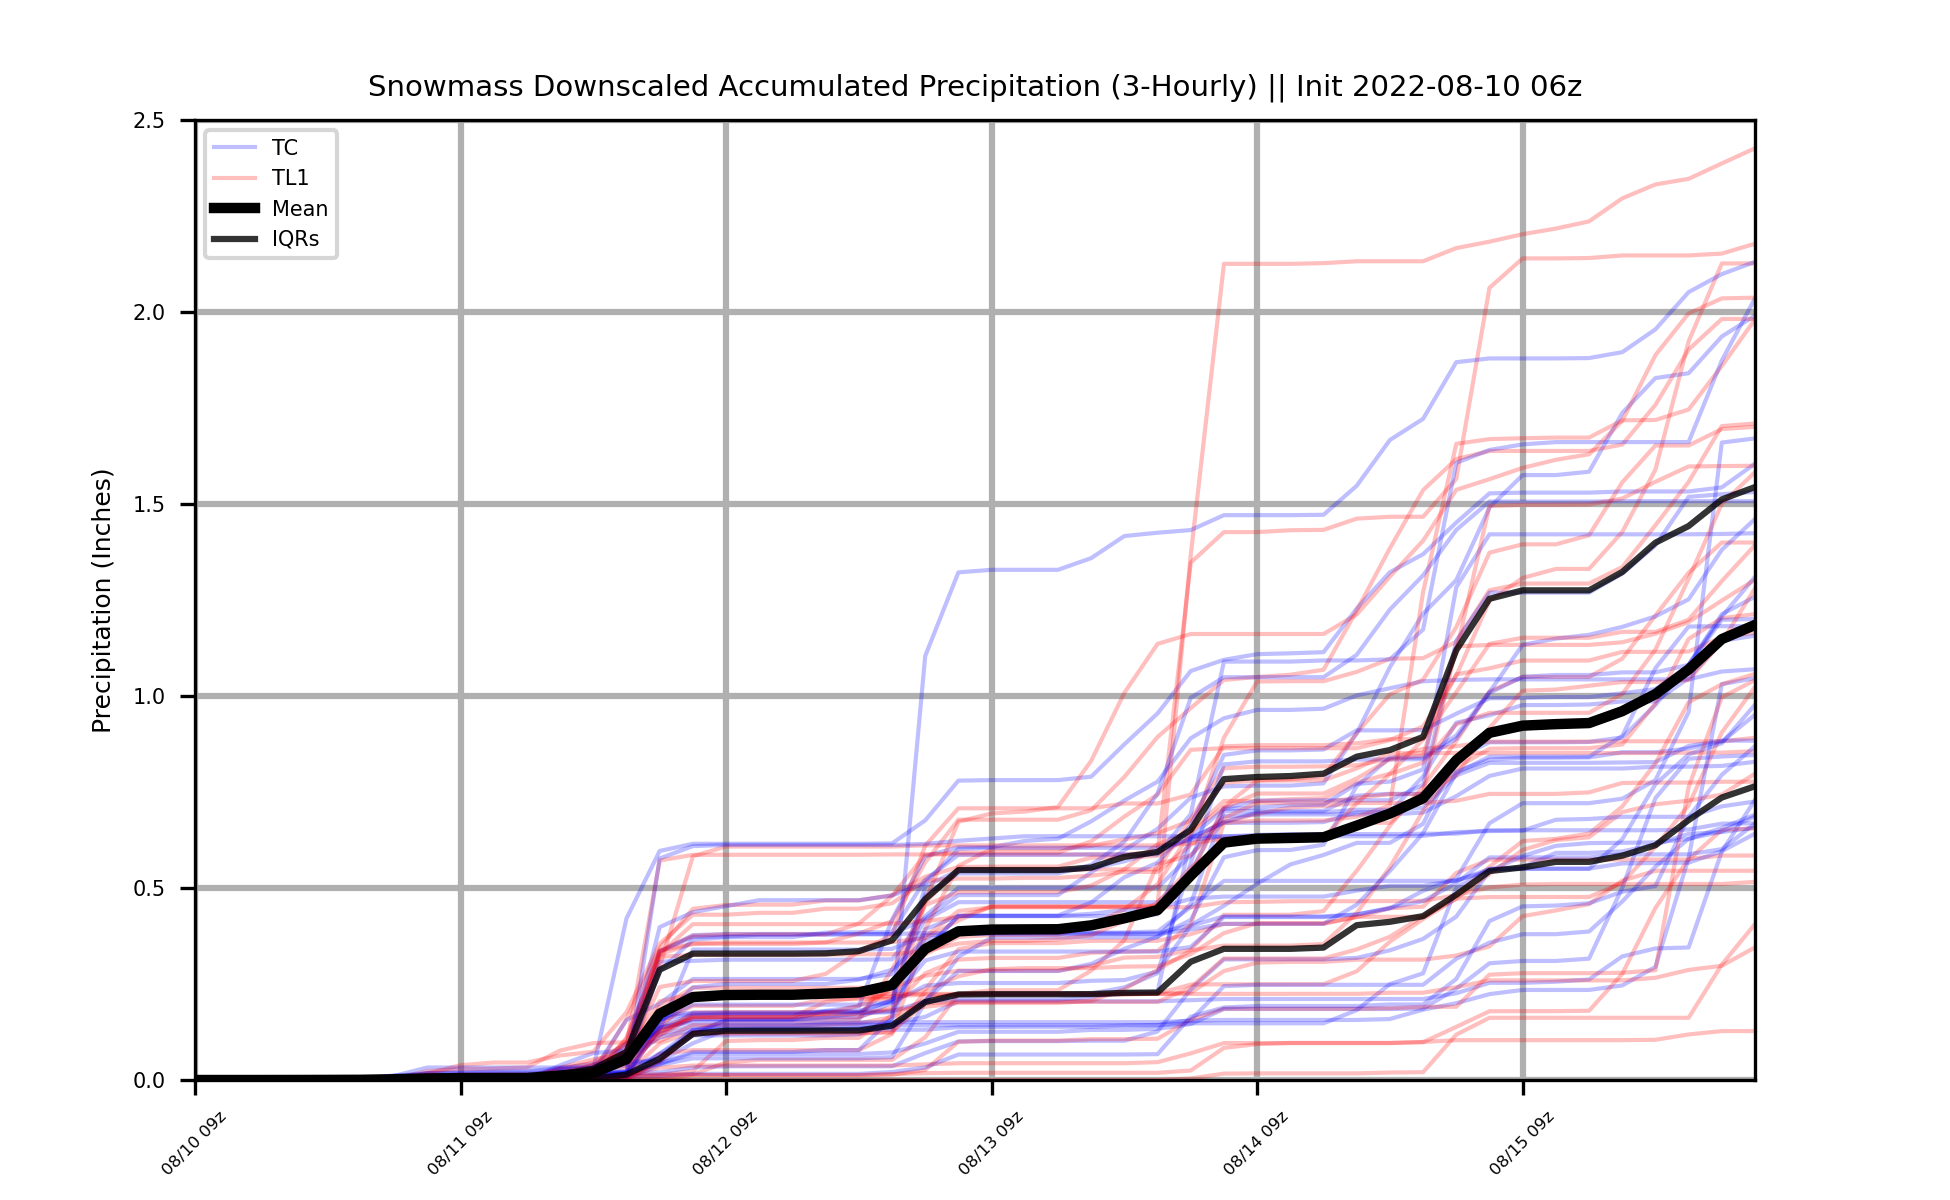 Snowmass Downscaled Accumulated Precipitation (3-Hourly) || Init 2022-08-10 06z
TC
TL1
Mean
IQRs
Precipitation (Inches)
2.5
2.0
1.5
1.0
0.5
0.0
08/10 09z
08/11 09z
08/12 09z
08/13 09z
08/14 09z
08/15 09z